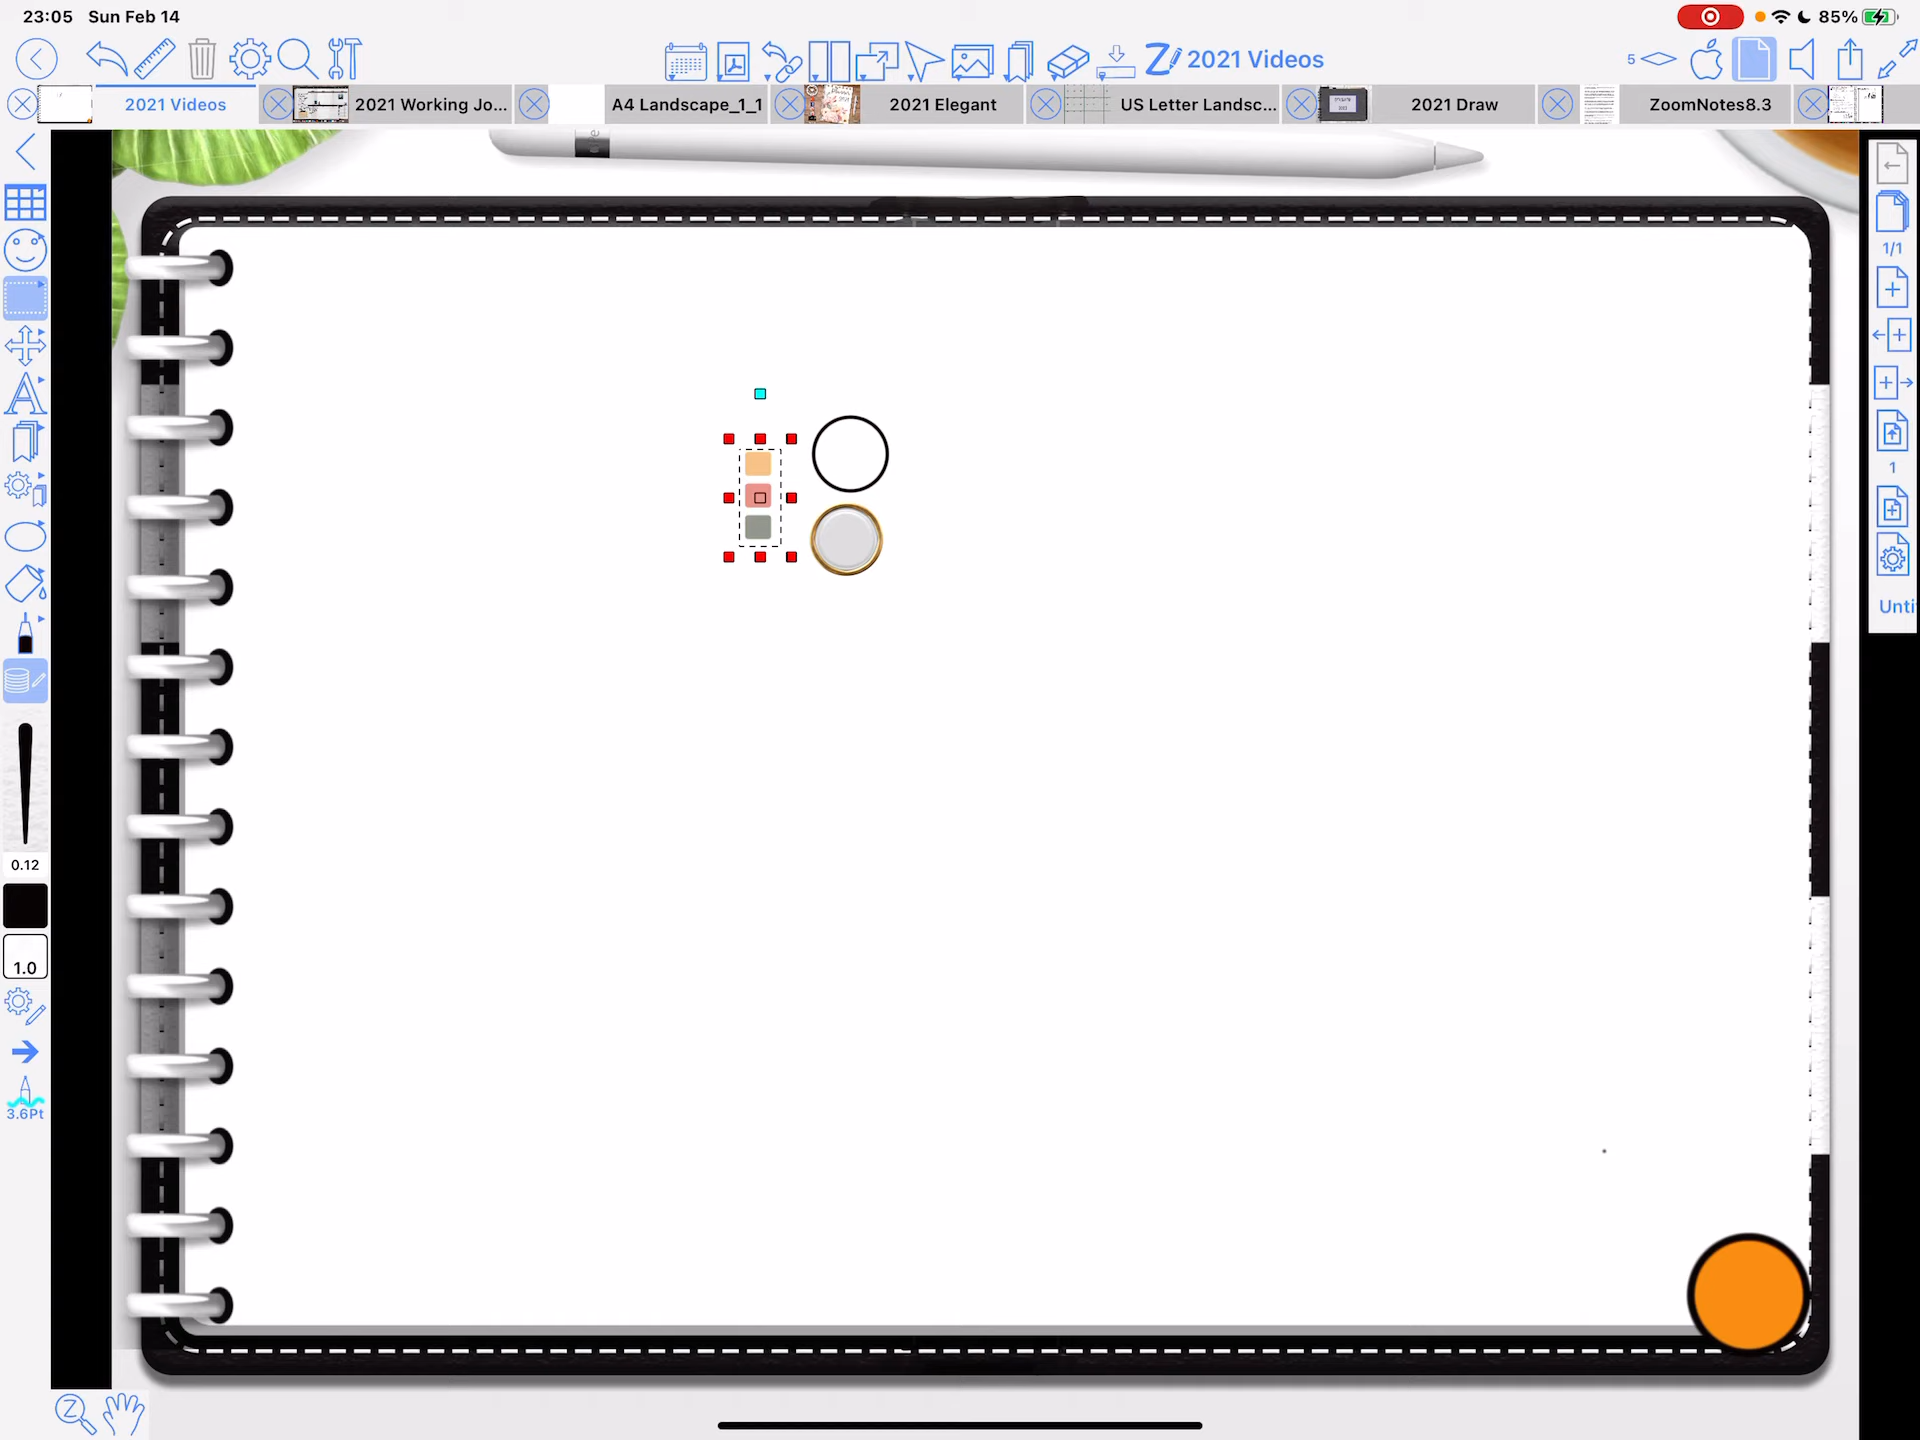 23:05 Sun Feb 14
85%
2021 Videos
5
2021 Videos
2021 Working Jo...
A4 Landscape_1_1
2021 Elegant
US Letter Landsc...
2021 Draw
ZoomNotes8.3
1/1
1
Unti
0.12
1.0
3.6Pt